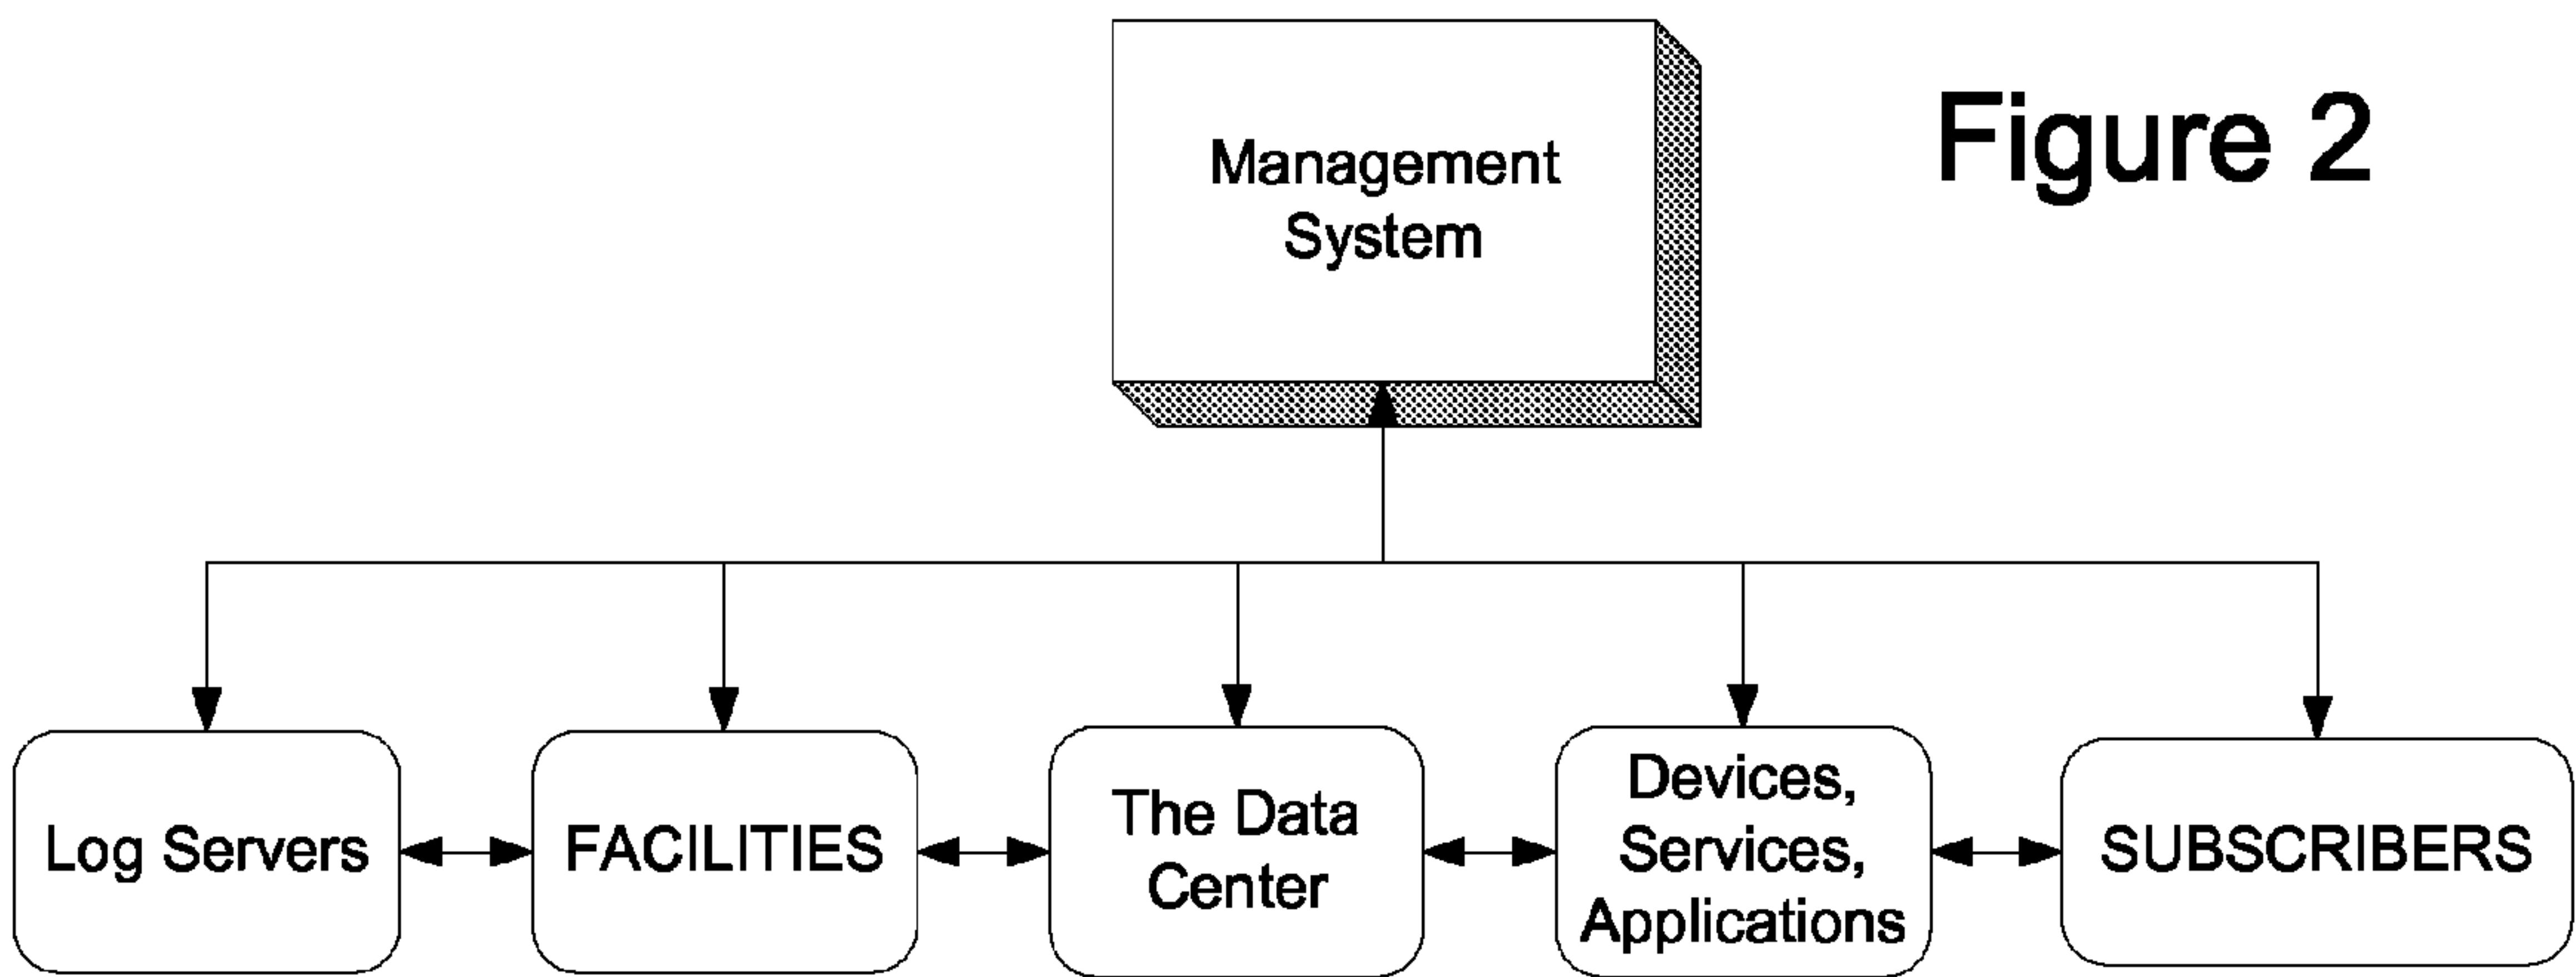 Figure 2
Management
System
Log Servers
FACILITIES
The Data
Center
Devices,
Services,
Applications
SUBSCRIBERS